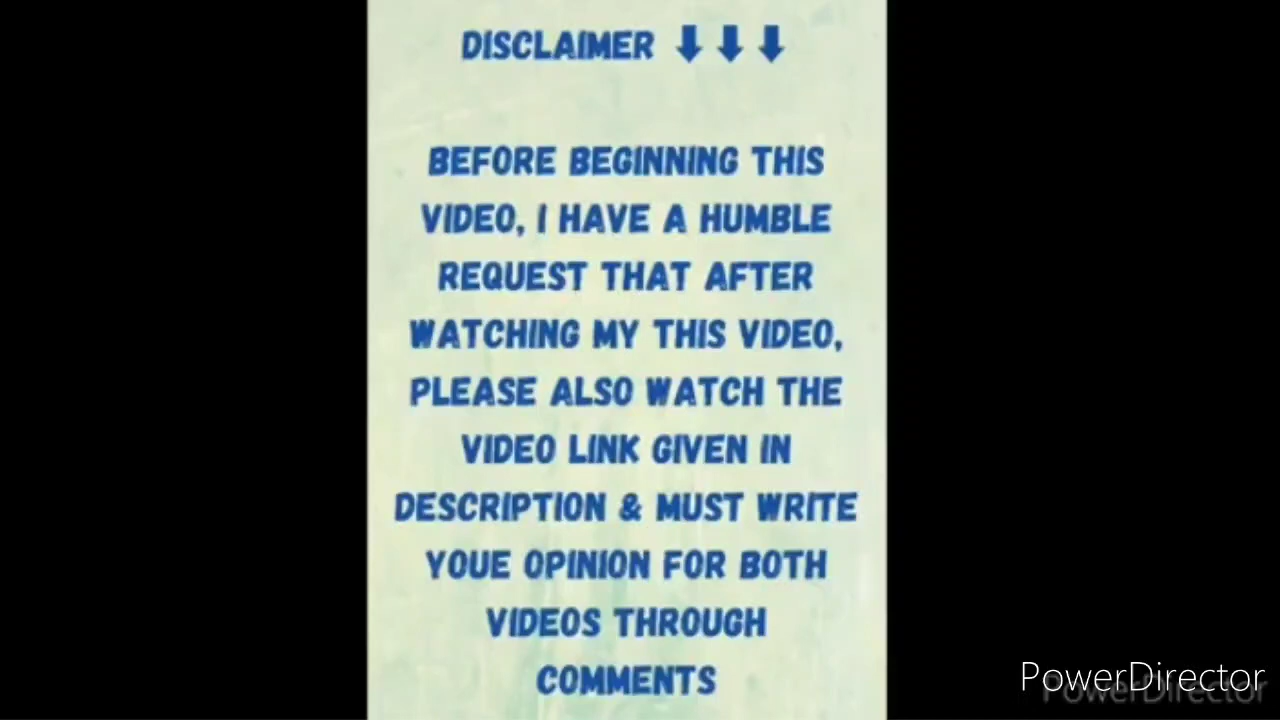 DISCLAIMER ⬇⬇⬇
BEFORE BEGINNING THIS
VIDEO, I HAVE A HUMBLE
REQUEST THAT AFTER
WATCHING MY THIS VIDEO,
PLEASE ALSO WATCH THE
VIDEO LINK GIVEN IN
DESCRIPTION & MUST WRITE
YOUE OPINION FOR BOTH
VIDEOS THROUGH
COMMENTS
PowerDirector
PowerDirector